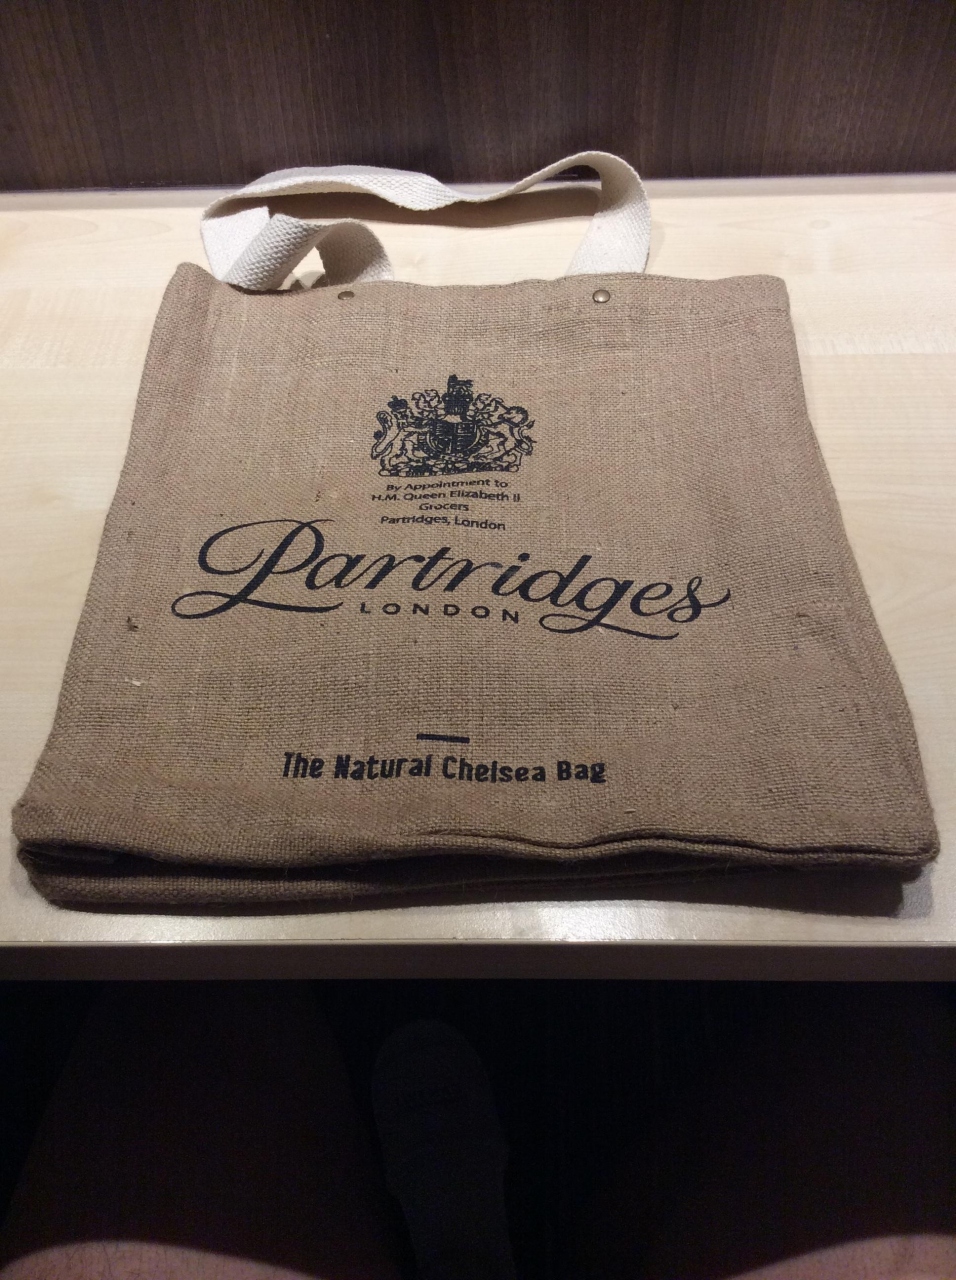 By Appointment to
H.M. Queen Elizabeth II
Grocers
Partridges, London
Partridges
LONDON
The Natural Chelsea Bag